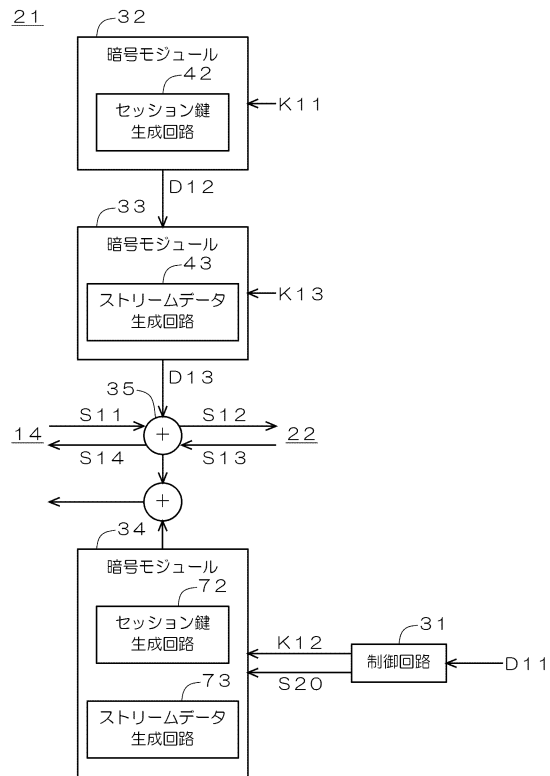 21
32
暗号モジュール
42
セッション鍵
生成回路
K11
D12
33
暗号モジュール
43
ストリームデータ
生成回路
K13
D13
35
S11
S12
14
+
22
S14
S13
+
34
暗号モジュール
72
セッション鍵
生成回路
K12
31
制御回路
D11
S20
73
ストリームデータ
生成回路